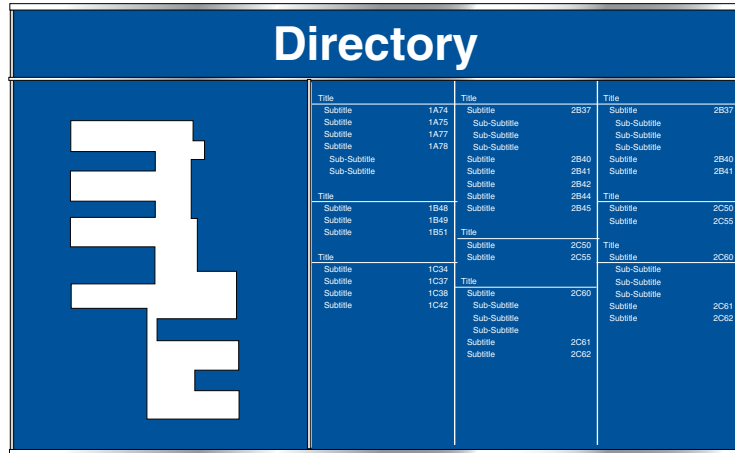 Directory
Title
Subtitle 1A74
Subtitle 1A75
Subtitle 1A77
Subtitle 1A78
Sub-Subtitle
Sub-Subtitle
Title
Subtitle 1B48
Subtitle 1B49
Subtitle 1B51
Title
Subtitle 1C34
Subtitle 1C37
Subtitle 1C38
Subtitle 1C42
Title
Subtitle 2B37
Sub-Subtitle
Sub-Subtitle
Sub-Subtitle
Subtitle 2B40
Subtitle 2B41
Subtitle 2B42
Subtitle 2B44
Subtitle 2B45
Title
Subtitle 2C50
Subtitle 2C55
Title
Subtitle 2C60
Sub-Subtitle
Sub-Subtitle
Sub-Subtitle
Subtitle 2C61
Subtitle 2C62
Title
Subtitle 2B37
Sub-Subtitle
Sub-Subtitle
Sub-Subtitle
Subtitle 2B40
Subtitle 2B41
Title
Subtitle 2C50
Subtitle 2C55
Title
Subtitle 2C60
Sub-Subtitle
Sub-Subtitle
Sub-Subtitle
Subtitle 2C61
Subtitle 2C62